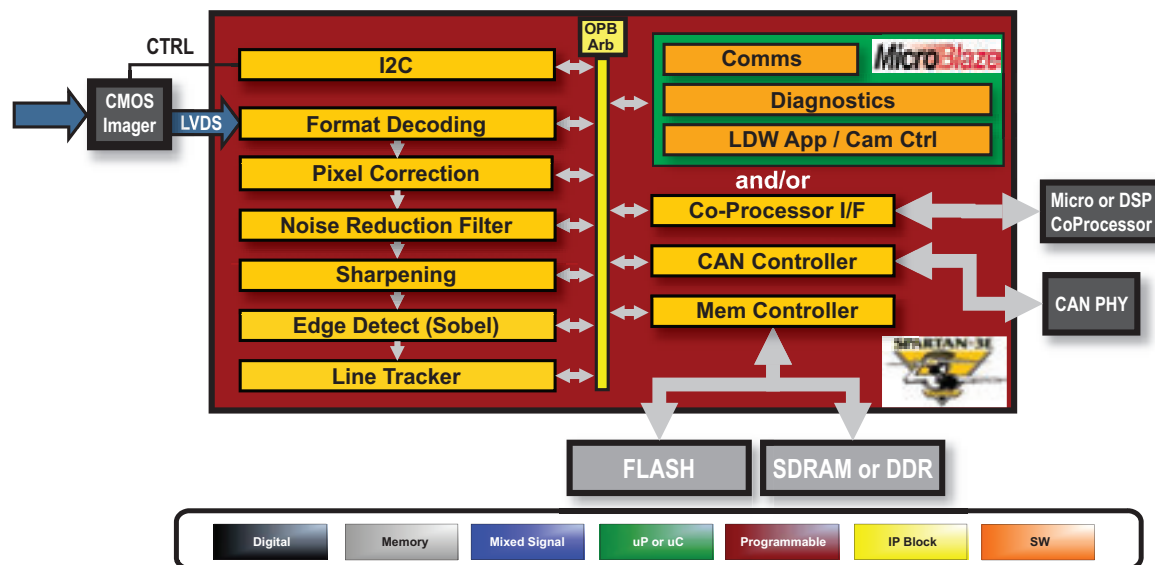 OPB
Arb
CTRL
I2C
Comms
MicroBlaze
CMOS
Imager
LVDS
Format Decoding
Diagnostics
LDW App / Cam Ctrl
Pixel Correction
and/or
Noise Reduction Filter
Co-Processor I/F
Micro or DSP
CoProcessor
Sharpening
CAN Controller
Edge Detect (Sobel)
Mem Controller
CAN PHY
SPARTAN-3E
Line Tracker
FLASH
SDRAM or DDR
Digital
Memory
Mixed Signal
uP or uC
Programmable
IP Block
SW